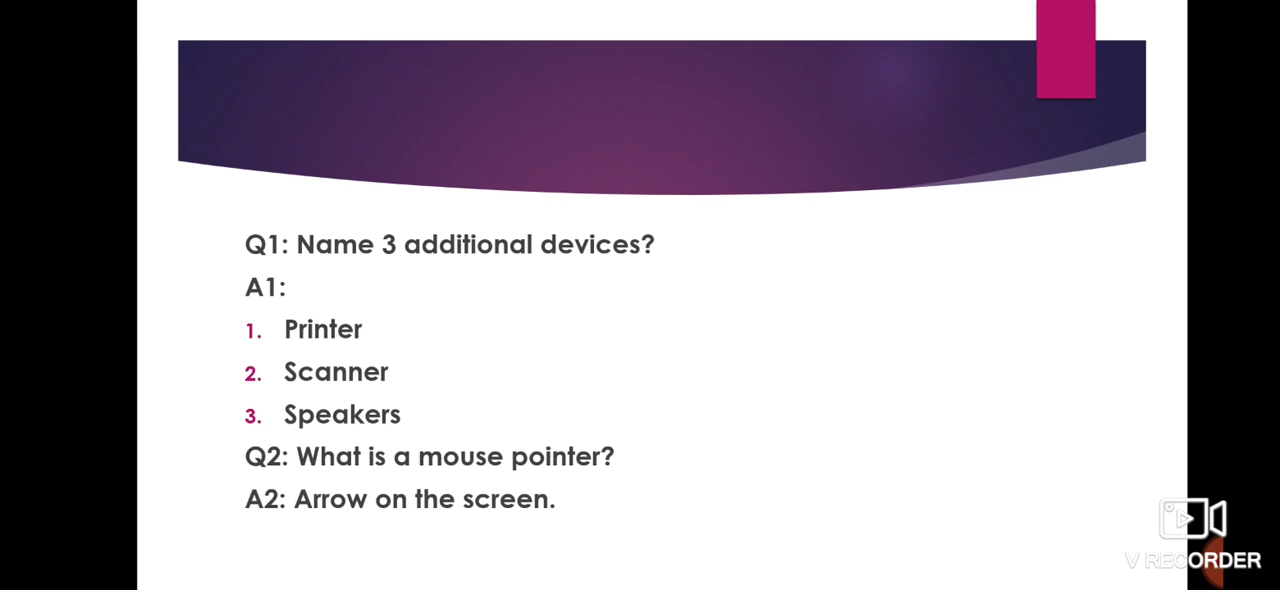 Q1: Name 3 additional devices?
A1:
1. Printer
2. Scanner
3. Speakers
Q2: What is a mouse pointer?
A2: Arrow on the screen.
V RECORDER